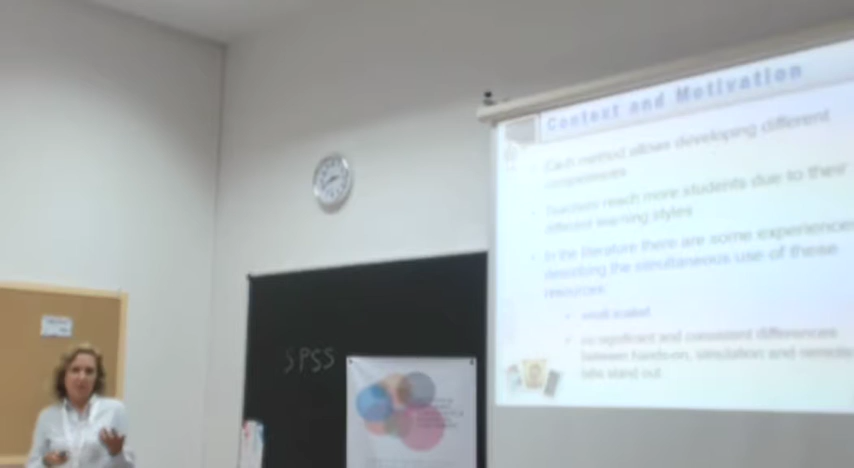 Context and Motivation
Each method allows developing different
competences
Teachers reach more students due to their
different learning styles
In the literature there are some experiences
describing the simultaneous use of these
resources:
small scaled
no significant and consistent differences
between hands-on, simulation and remote
labs stand out.
SPSS